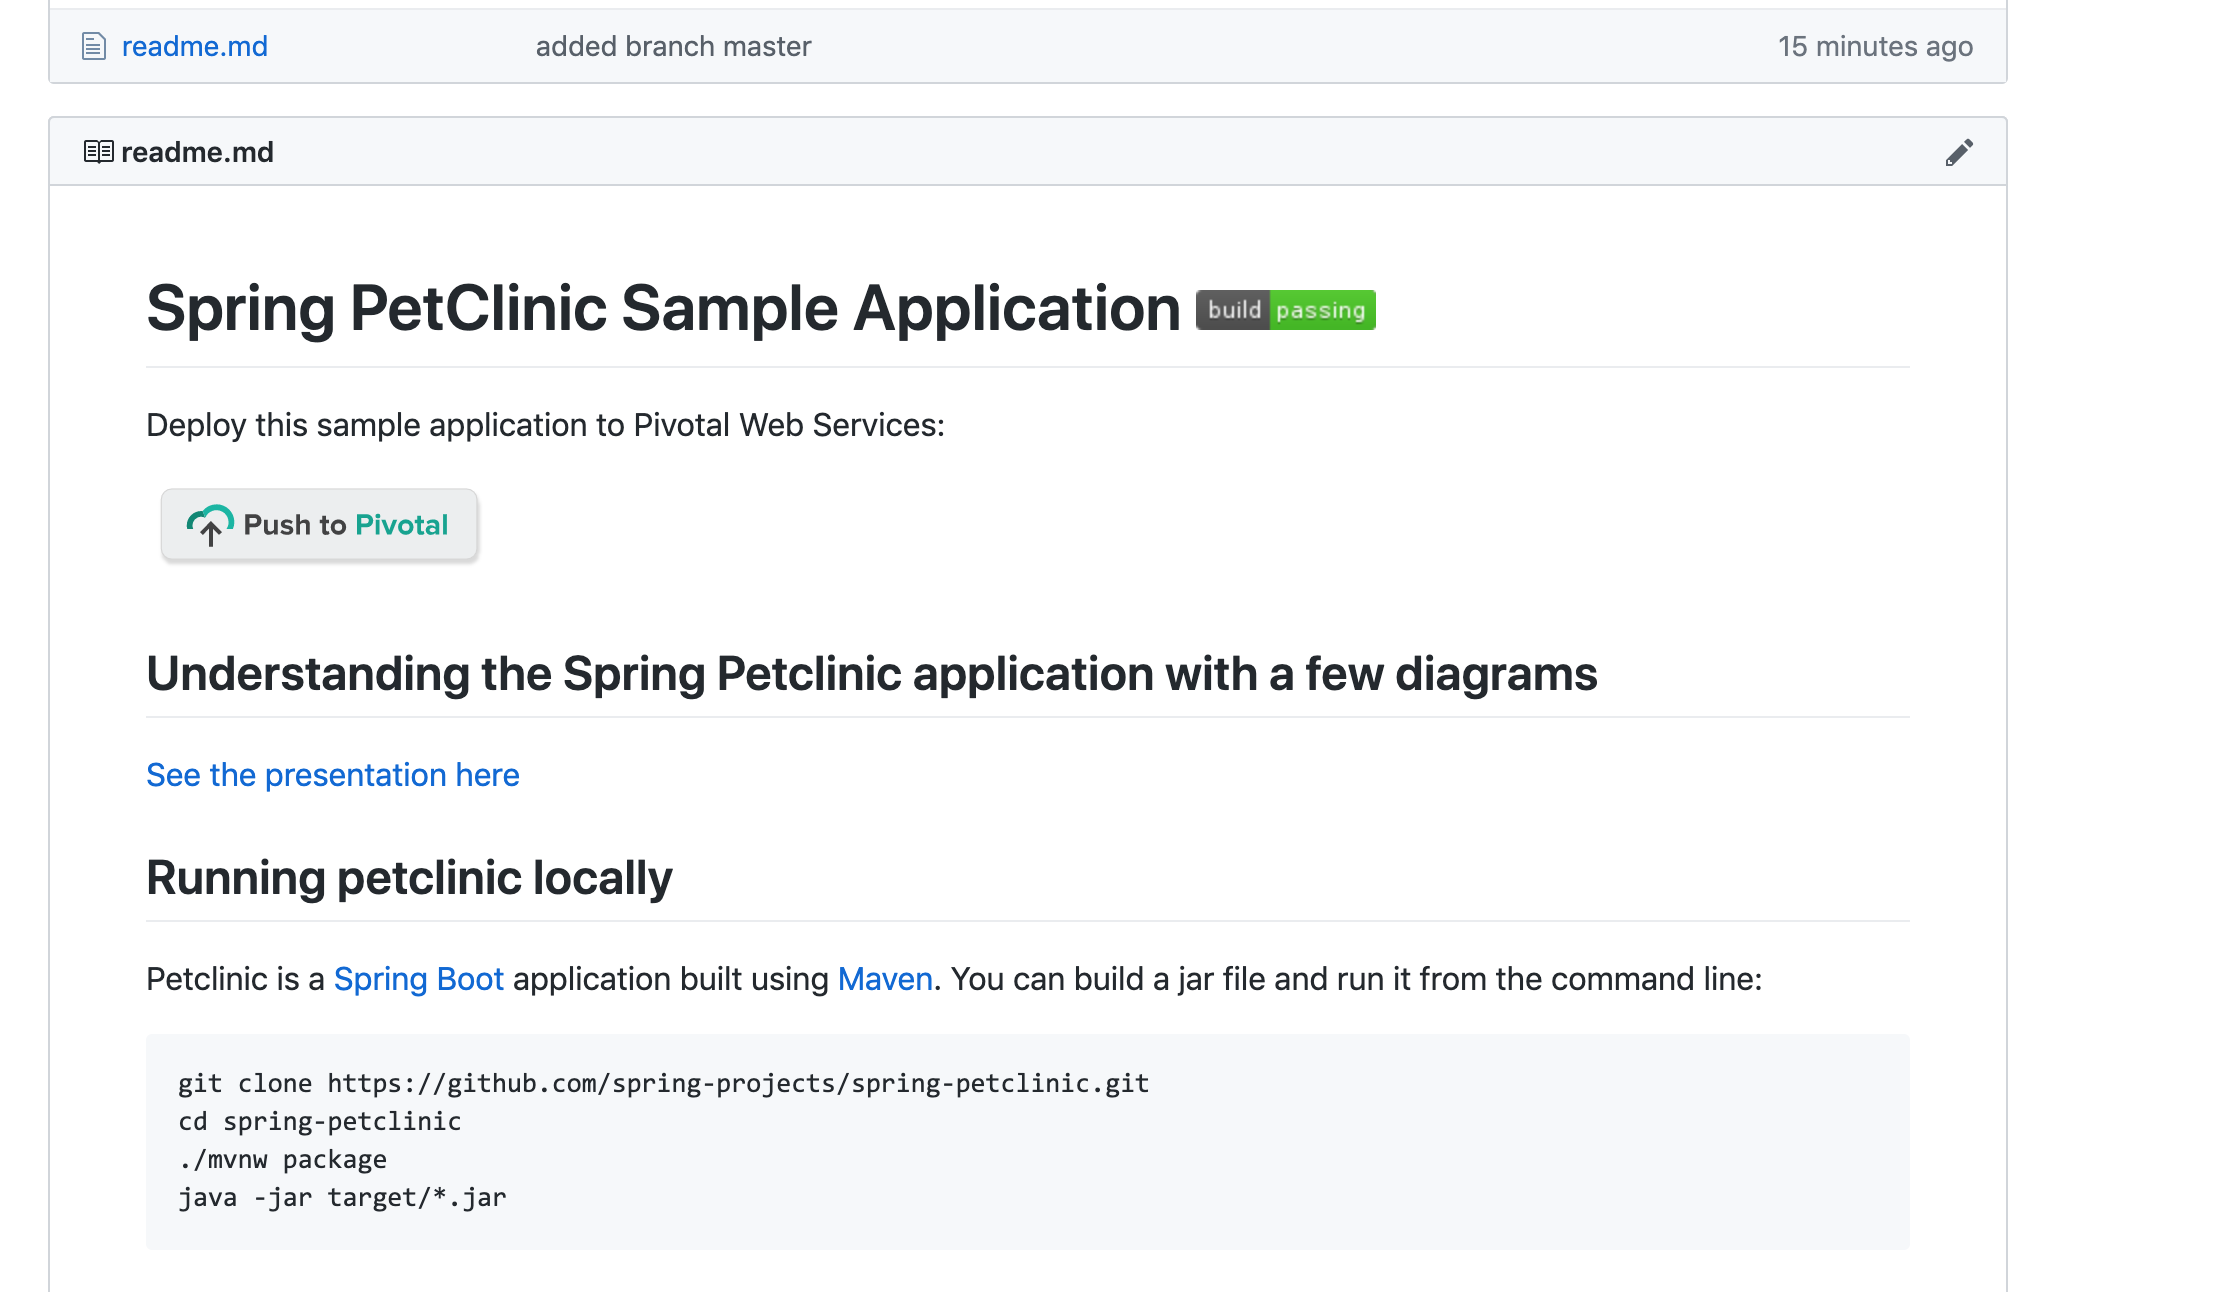 readme.md added branch master 15 minutes ago
readme.md
Spring PetClinic Sample Application build passing
Deploy this sample application to Pivotal Web Services:
Push to Pivotal
Understanding the Spring Petclinic application with a few diagrams
See the presentation here
Running petclinic locally
Petclinic is a Spring Boot application built using Maven. You can build a jar file and run it from the command line:
git clone https://github.com/spring-projects/spring-petclinic.git
cd spring-petclinic
./mvnw package
java -jar target/*.jar